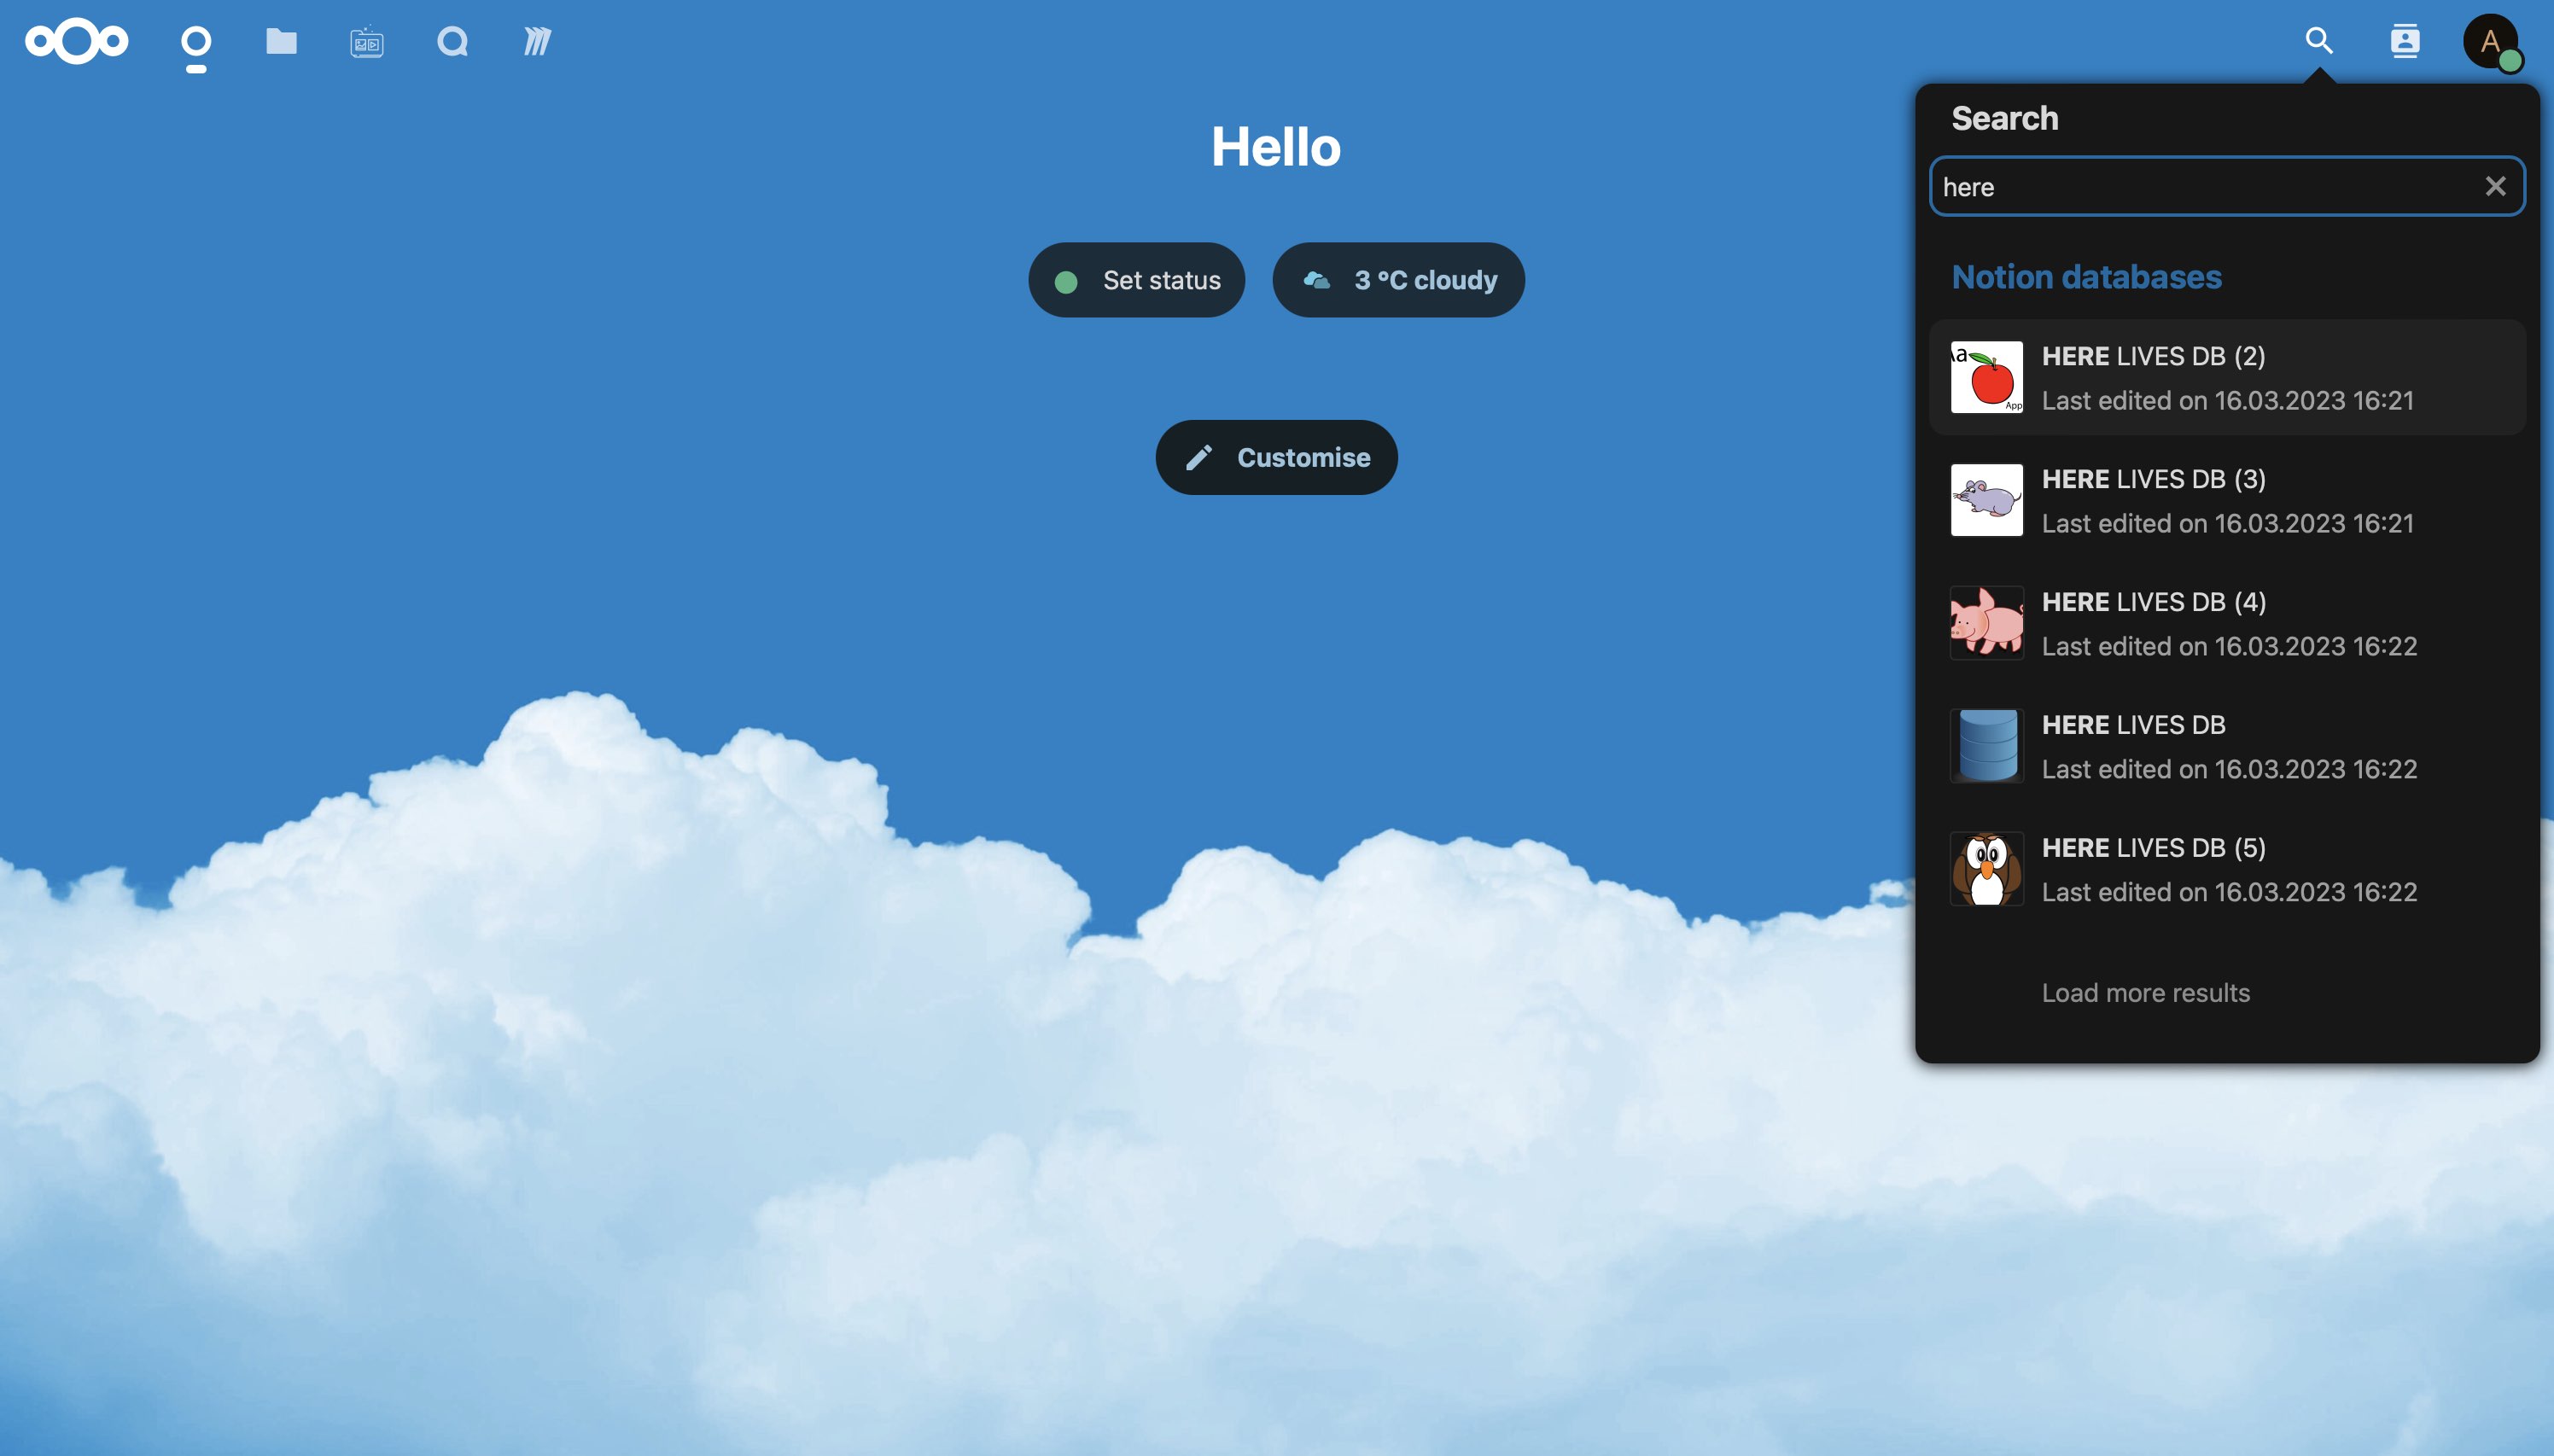 A
Hello
Set status
3 °C cloudy
Customise
Search
here
Notion databases
Aa
App
HERE LIVES DB (2)
Last edited on 16.03.2023 16:21
HERE LIVES DB (3)
Last edited on 16.03.2023 16:21
HERE LIVES DB (4)
Last edited on 16.03.2023 16:22
HERE LIVES DB
Last edited on 16.03.2023 16:22
HERE LIVES DB (5)
Last edited on 16.03.2023 16:22
Load more results